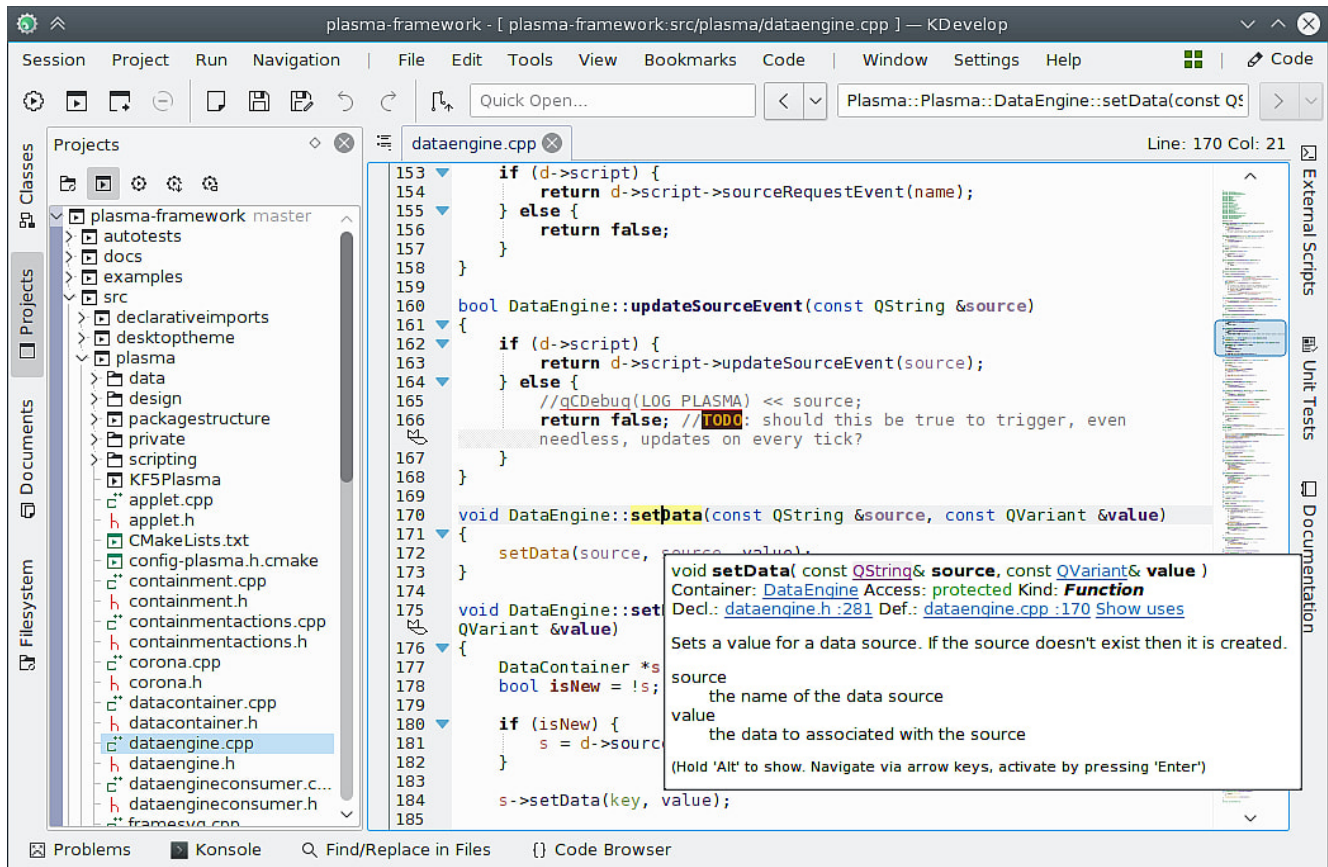 plasma-framework - [ plasma-framework:src/plasma/dataengine.cpp ] — KDevelop
Session Project Run Navigation | File Edit Tools View Bookmarks Code | Window Settings Help | Code
Quick Open... Plasma::Plasma::DataEngine::setData(const QS
Classes
Projects
Documents
Filesystem
Projects
plasma-framework master
autotests
docs
examples
src
declarativeimports
desktoptheme
plasma
data
design
packagestructure
private
scripting
KF5Plasma
applet.cpp
applet.h
CMakeLists.txt
config-plasma.h.cmake
containment.cpp
containment.h
containmentactions.cpp
containmentactions.h
corona.cpp
corona.h
datacontainer.cpp
datacontainer.h
dataengine.cpp
dataengine.h
dataengineconsumer.c...
dataengineconsumer.h
framesvg.cpp
dataengine.cpp Line: 170 Col: 21
153 if (d->script) {
154 return d->script->sourceRequestEvent(name);
155 } else {
156 return false;
157 }
158 }
159
160 bool DataEngine::updateSourceEvent(const QString &source)
161 {
162 if (d->script) {
163 return d->script->updateSourceEvent(source);
164 } else {
165 //qCDebug(LOG_PLASMA) << source;
166 return false; //TODO: should this be true to trigger, even
needless, updates on every tick?
167 }
168 }
169
170 void DataEngine::setData(const QString &source, const QVariant &value)
171 {
172 setData(source, source, value);
173 }
174
175 void DataEngine::set
QVariant &value)
176 {
177 DataContainer *s
178 bool isNew = !s;
179
180 if (isNew) {
181 s = d->sourc
182 }
183
184 s->setData(key, value);
185
void setData( const QString& source, const QVariant& value )
Container: DataEngine Access: protected Kind: Function
Decl.: dataengine.h :281 Def.: dataengine.cpp :170 Show uses
Sets a value for a data source. If the source doesn't exist then it is created.
source
the name of the data source
value
the data to associated with the source
(Hold 'Alt' to show. Navigate via arrow keys, activate by pressing 'Enter')
External Scripts
Unit Tests
Documentation
Problems Konsole Find/Replace in Files {} Code Browser